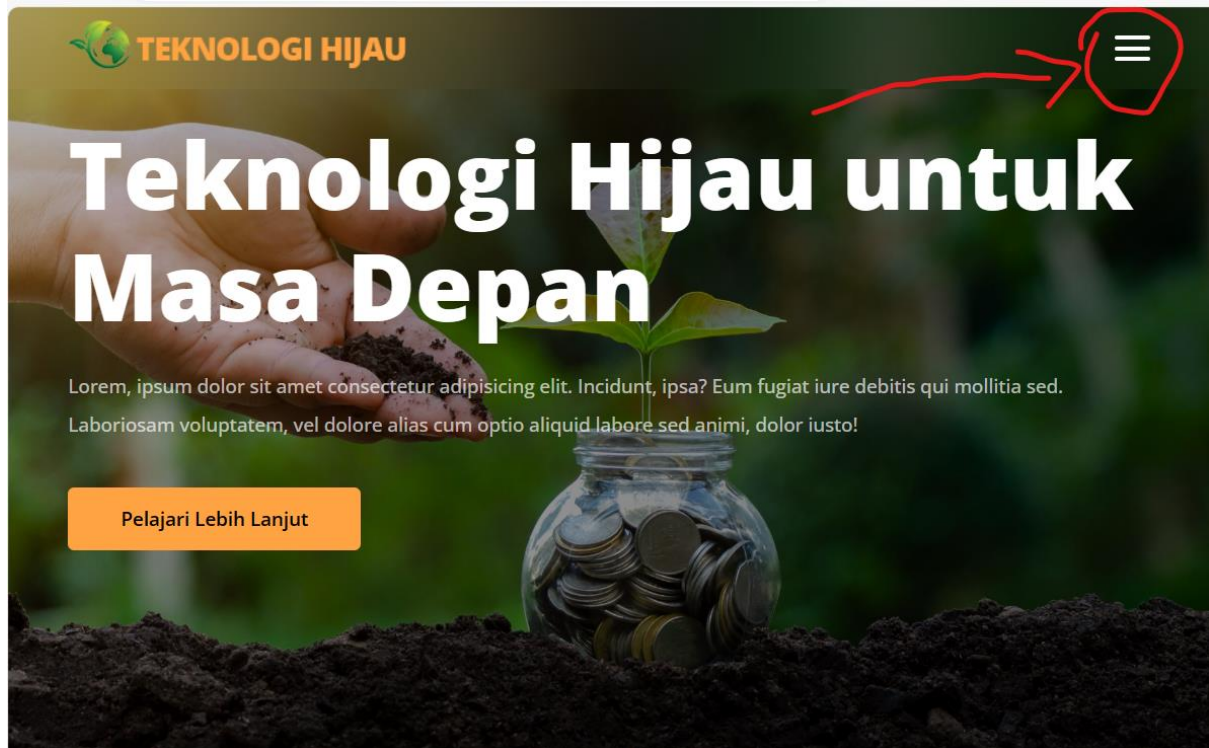 TEKNOLOGI HIJAU
Teknologi Hijau untuk
Masa Depan
Lorem, ipsum dolor sit amet consectetur adipisicing elit. Incidunt, ipsa? Eum fugiat iure debitis qui mollitia sed.
Laboriosam voluptatem, vel dolore alias cum optio aliquid labore sed animi, dolor iusto!
Pelajari Lebih Lanjut